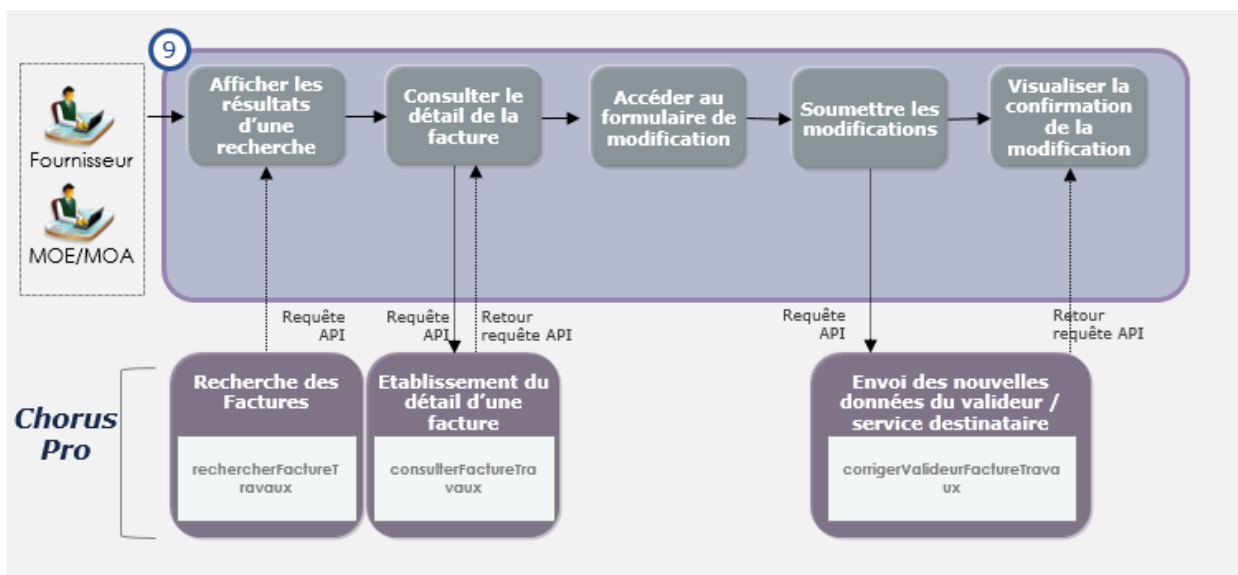 9
Fournisseur
MOE/MOA
Afficher les
résultats
d'une
recherche
Consulter le
détail de la
facture
Accéder au
formulaire de
modification
Soumettre les
modifications
Visualiser la
confirmation
de la
modification
Requête
API
Requête
API
Retour
requête API
Requête
API
Retour
requête API
Chorus
Pro
Recherche des
Factures
rechercherFactureT
ravaux
Etablissement du
détail d'une
facture
consulterFactureTra
vaux
Envoi des nouvelles
données du valideur /
service destinataire
corrigerValideurFactureTrava
ux